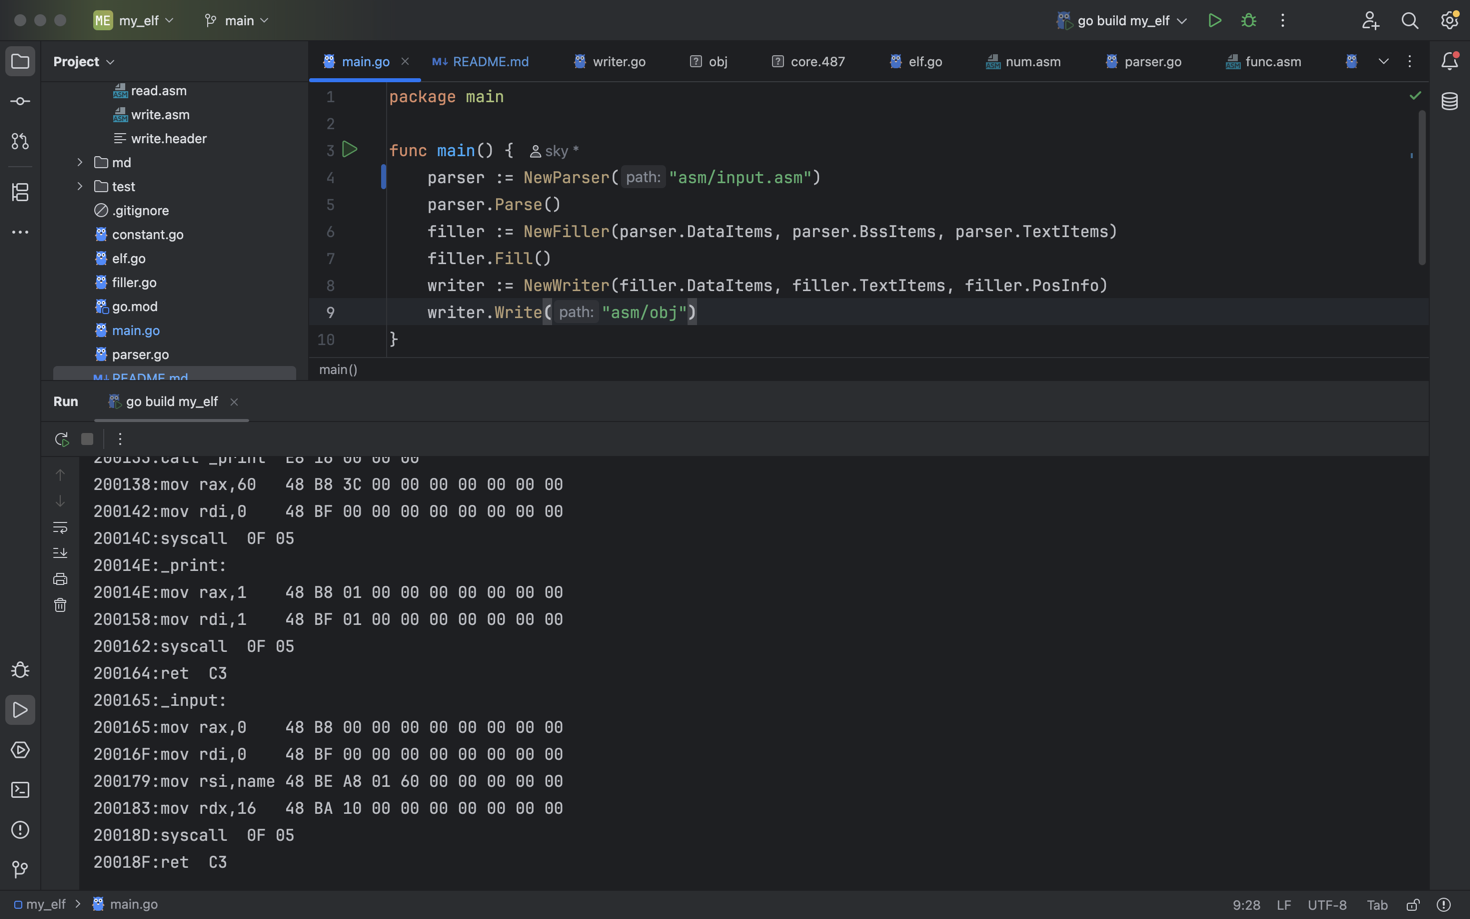 ME my_elf main go build my_elf
Project
read.asm
write.asm
write.header
md
test
.gitignore
constant.go
elf.go
filler.go
go.mod
main.go
parser.go
M↓ README.md
main.go M↓ README.md writer.go obj core.487 elf.go num.asm parser.go func.asm
1 package main
2
3 func main() { sky *
4 parser := NewParser( path: "asm/input.asm")
5 parser.Parse()
6 filler := NewFiller(parser.DataItems, parser.BssItems, parser.TextItems)
7 filler.Fill()
8 writer := NewWriter(filler.DataItems, filler.TextItems, filler.PosInfo)
9 writer.Write( path: "asm/obj")
10 }
main()
Run go build my_elf
200133:call _print E8 16 00 00 00
200138:mov rax,60 48 B8 3C 00 00 00 00 00 00 00
200142:mov rdi,0 48 BF 00 00 00 00 00 00 00 00
20014C:syscall 0F 05
20014E:_print:
20014E:mov rax,1 48 B8 01 00 00 00 00 00 00 00
200158:mov rdi,1 48 BF 01 00 00 00 00 00 00 00
200162:syscall 0F 05
200164:ret C3
200165:_input:
200165:mov rax,0 48 B8 00 00 00 00 00 00 00 00
20016F:mov rdi,0 48 BF 00 00 00 00 00 00 00 00
200179:mov rsi,name 48 BE A8 01 60 00 00 00 00 00
200183:mov rdx,16 48 BA 10 00 00 00 00 00 00 00
20018D:syscall 0F 05
20018F:ret C3
my_elf > main.go 9:28 LF UTF-8 Tab